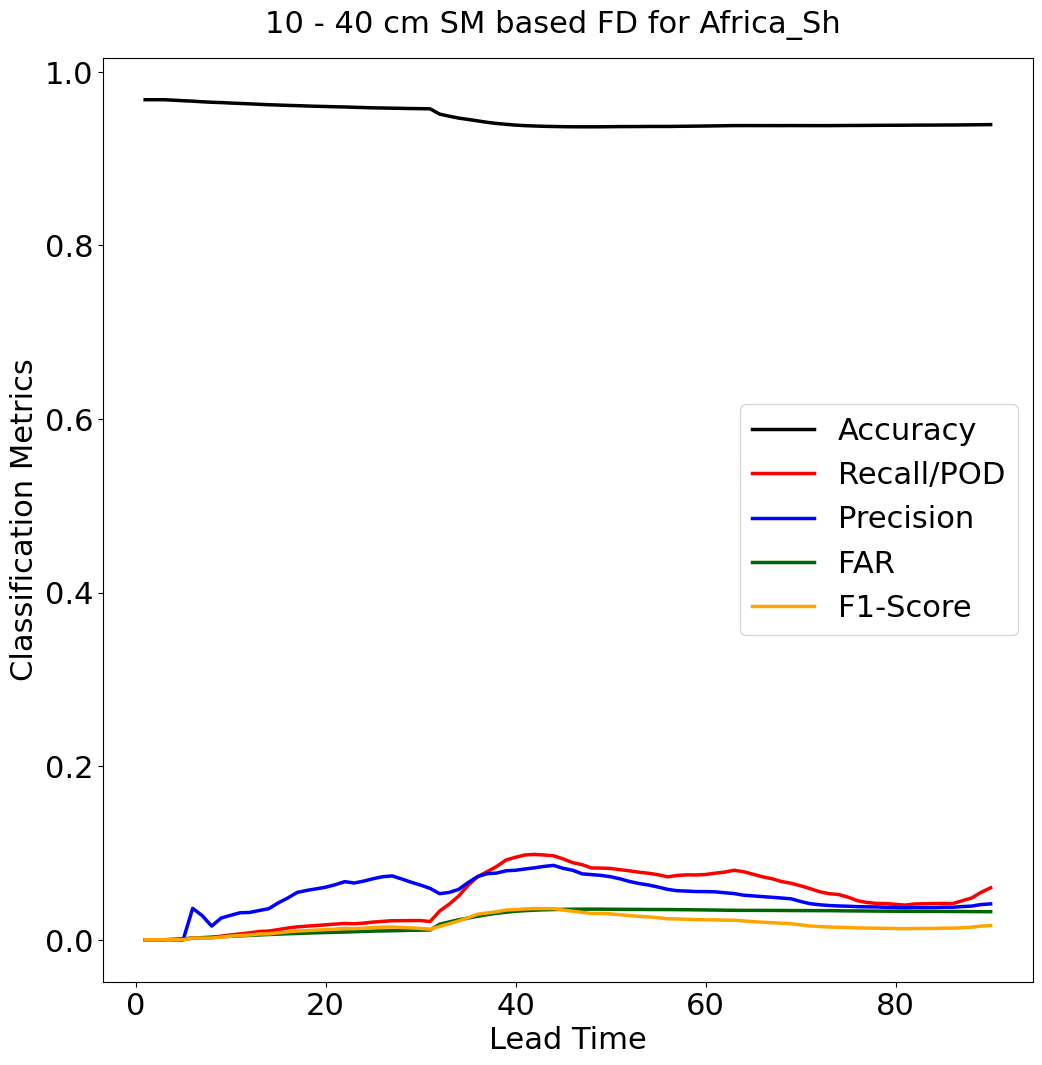 10 - 40 cm SM based FD for Africa_Sh
1.0
0.8
0.6
0.4
0.2
0.0
Classification Metrics
Accuracy
Recall/POD
Precision
FAR
F1-Score
0 20 40 60 80
Lead Time